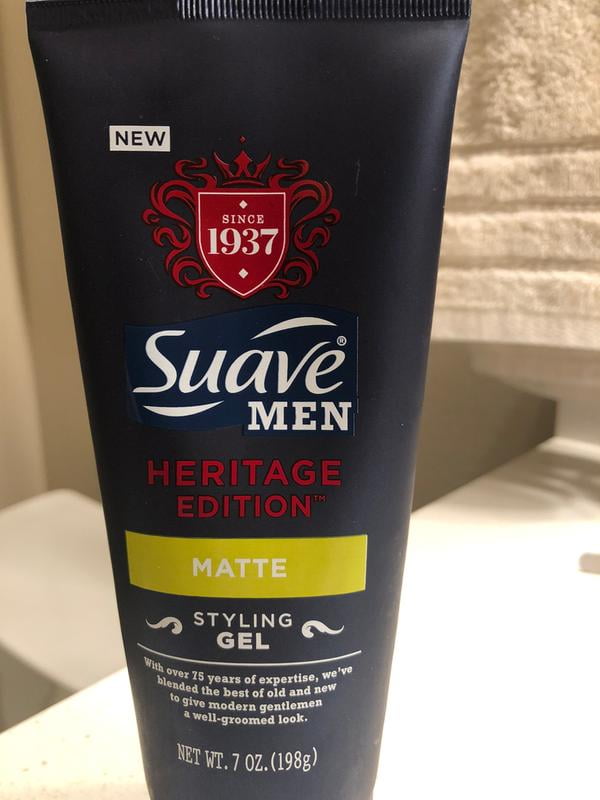 NEW
SINCE
1937
Suave®
MEN
HERITAGE
EDITION™
MATTE
STYLING
GEL
With over 75 years of expertise, we've
blended the best of old and new
to give modern gentlemen
a well-groomed look.
NET WT. 7 OZ. (198g)